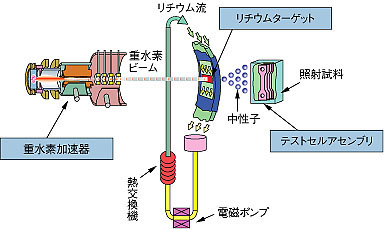 リチウム流
リチウムターゲット
重水素
ビーム
照射試料
中性子
重水素加速器
テストセルアセンブリ
熱交換機
電磁ポンプ